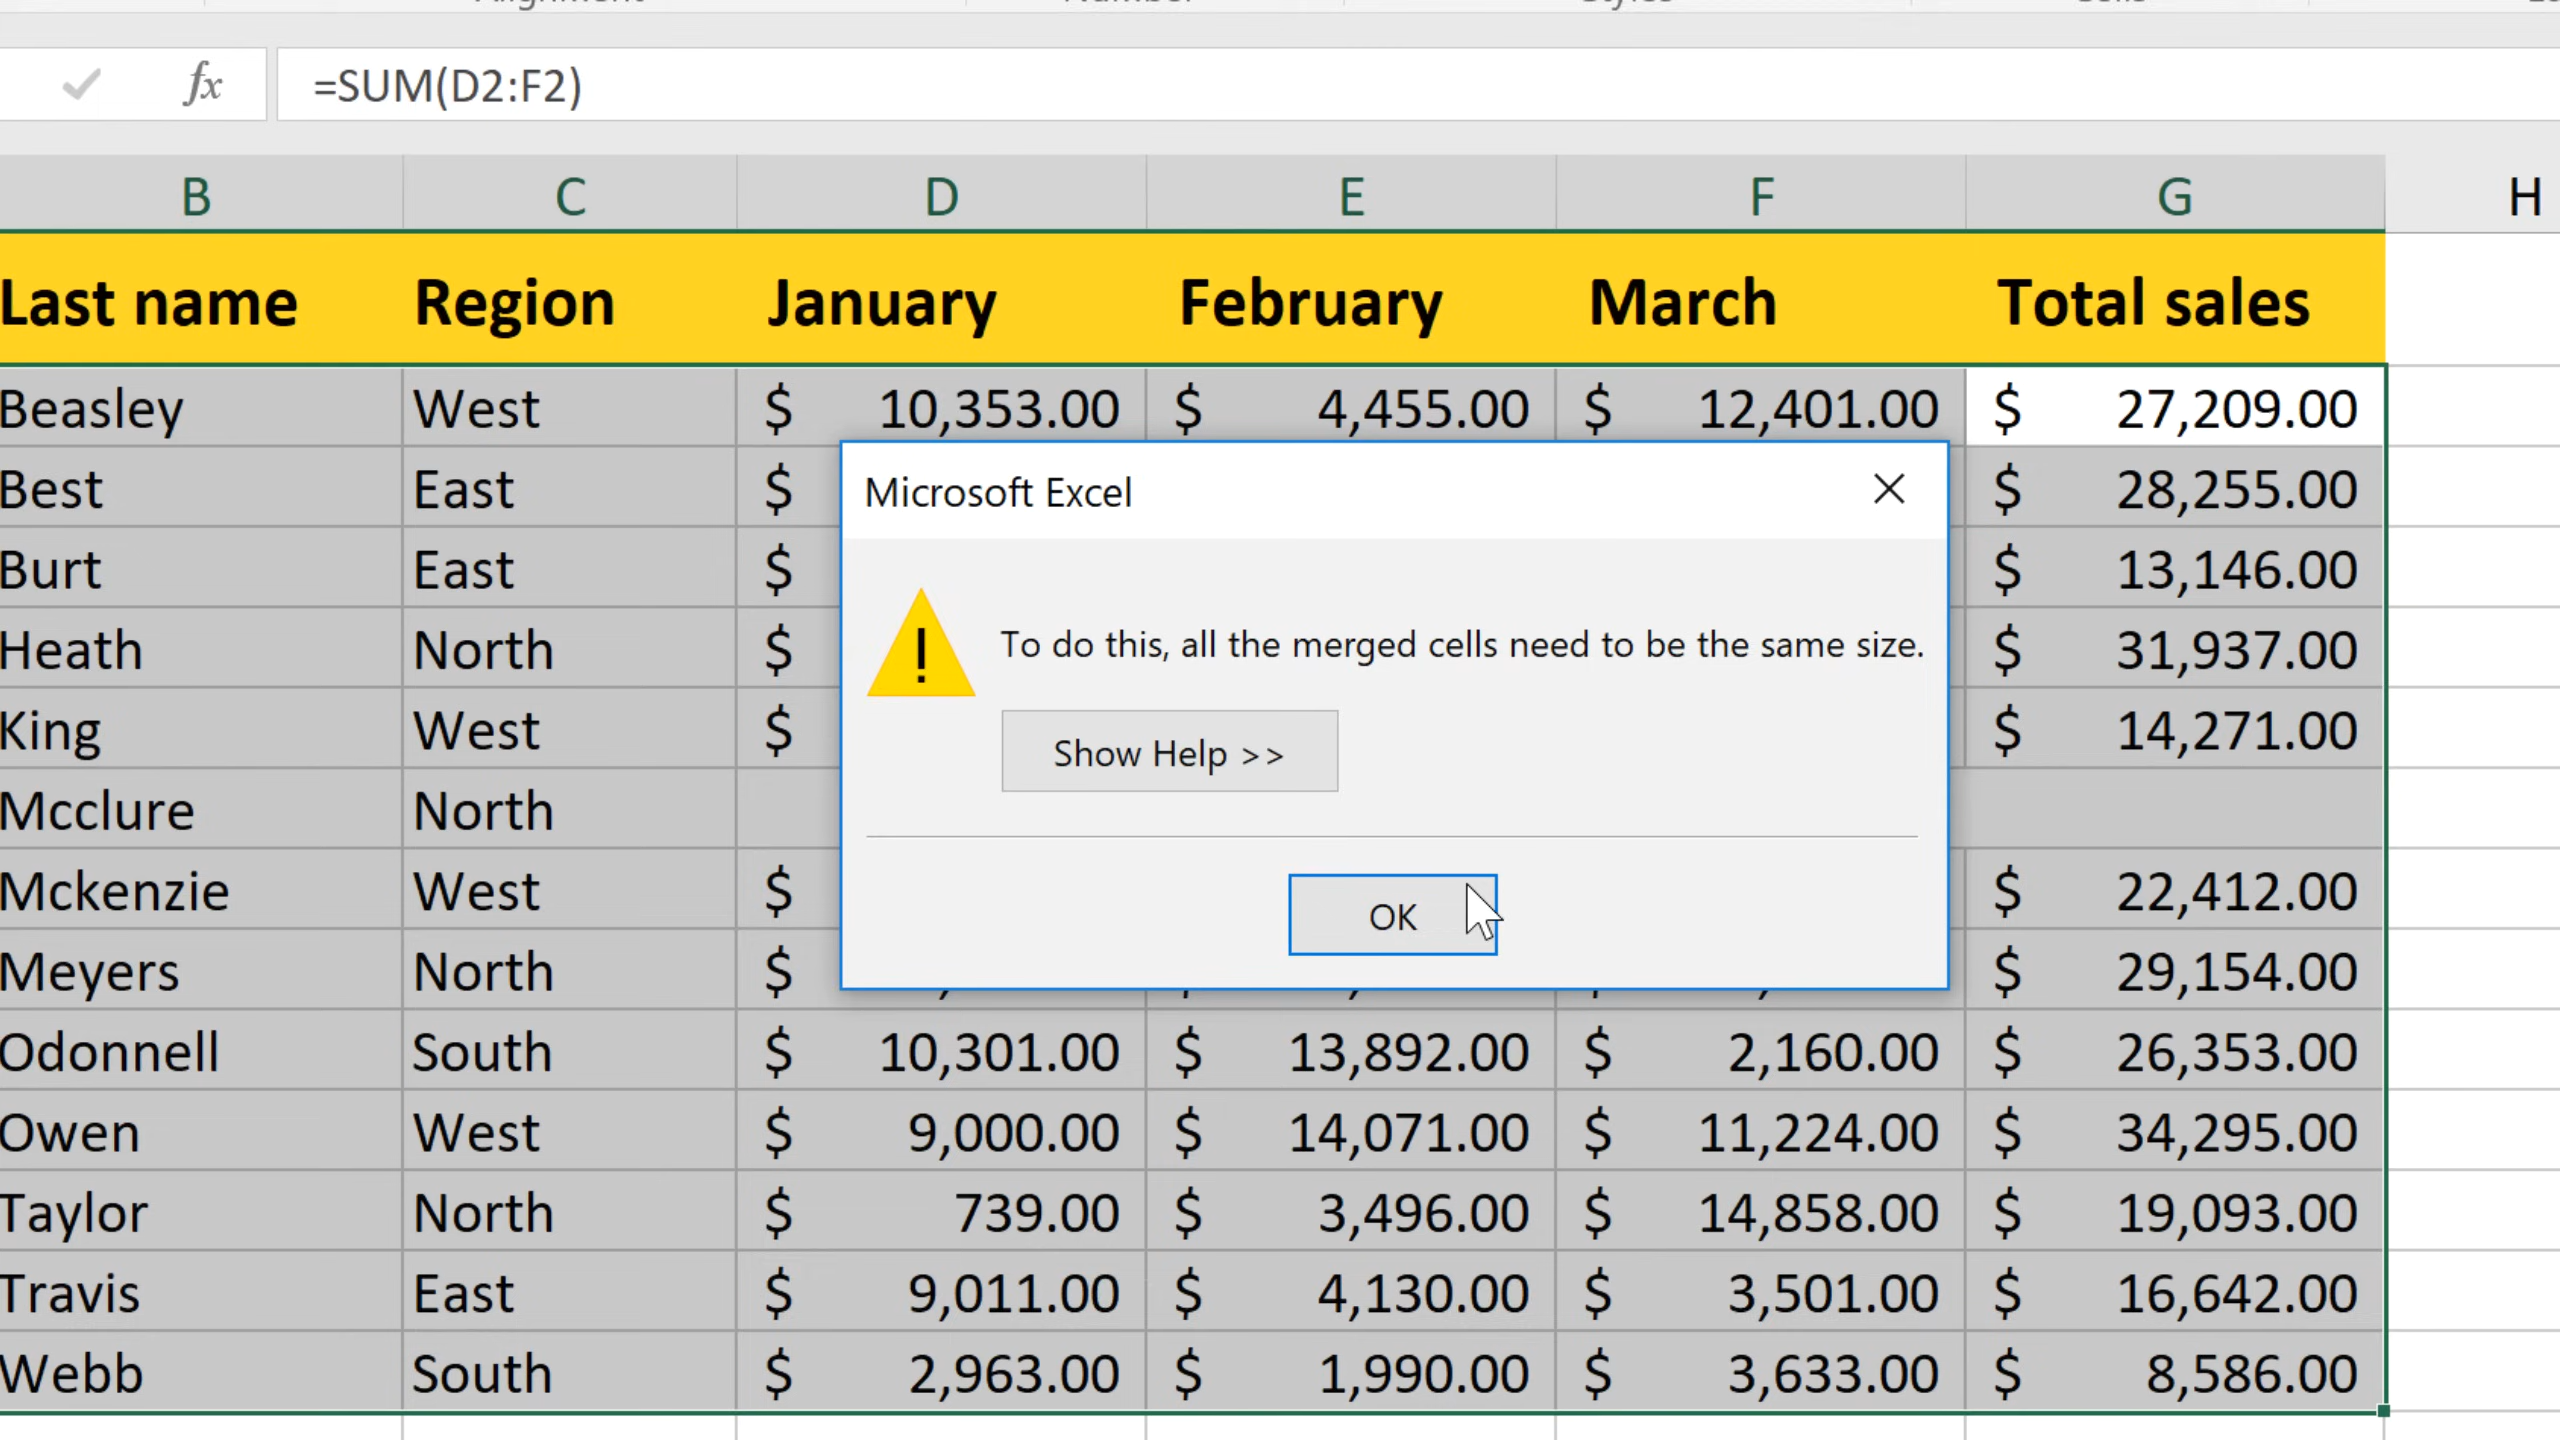 Alignment Number Styles Cells
fx =SUM(D2:F2)
B C D E F G H
Last name Region January February March Total sales
Beasley West $ 10,353.00 $ 4,455.00 $ 12,401.00 $ 27,209.00
Best East $ $ 28,255.00
Burt East $ $ 13,146.00
Heath North $ $ 31,937.00
King West $ $ 14,271.00
Mcclure North
Mckenzie West $ $ 22,412.00
Meyers North $ $ 29,154.00
Microsoft Excel
! To do this, all the merged cells need to be the same size.
Show Help >>
OK
Odonnell South $ 10,301.00 $ 13,892.00 $ 2,160.00 $ 26,353.00
Owen West $ 9,000.00 $ 14,071.00 $ 11,224.00 $ 34,295.00
Taylor North $ 739.00 $ 3,496.00 $ 14,858.00 $ 19,093.00
Travis East $ 9,011.00 $ 4,130.00 $ 3,501.00 $ 16,642.00
Webb South $ 2,963.00 $ 1,990.00 $ 3,633.00 $ 8,586.00